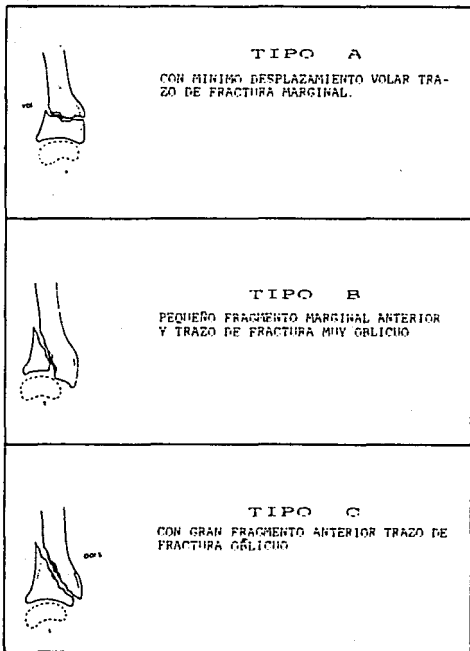 TIPO A
CON MINIMO DESPLAZAMIENTO VOLAR TRA-
ZO DE FRACTURA MARGINAL.
TIPO B
PEQUEÑO FRAGMENTO MARGINAL ANTERIOR
Y TRAZO DE FRACTURA MUY OBLICUO
TIPO C
CON GRAN FRAGMENTO ANTERIOR TRAZO DE
FRACTURA OBLICUO